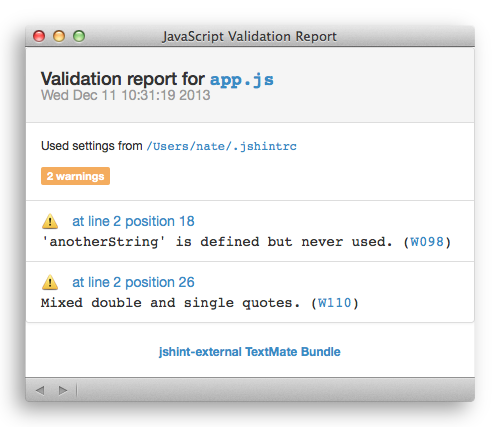 JavaScript Validation Report
Validation report for app.js
Wed Dec 11 10:31:19 2013
Used settings from /Users/nate/.jshintrc
2 warnings
at line 2 position 18
'anotherString' is defined but never used. (W098)
at line 2 position 26
Mixed double and single quotes. (W110)
jshint-external TextMate Bundle